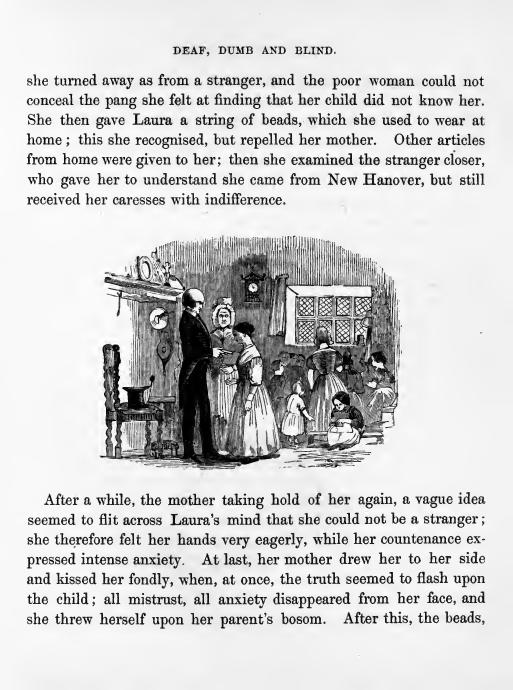 DEAF, DUMB AND BLIND.
she turned away as from a stranger, and the poor woman could not
conceal the pang she felt at finding that her child did not know her.
She then gave Laura a string of beads, which she used to wear at
home; this she recognised, but repelled her mother. Other articles
from home were given to her; then she examined the stranger closer,
who gave her to understand she came from New Hanover, but still
received her caresses with indifference.
After a while, the mother taking hold of her again, a vague idea
seemed to flit across Laura's mind that she could not be a stranger;
she therefore felt her hands very eagerly, while her countenance ex-
pressed intense anxiety. At last, her mother drew her to her side
and kissed her fondly, when, at once, the truth seemed to flash upon
the child; all mistrust, all anxiety disappeared from her face, and
she threw herself upon her parent's bosom. After this, the beads,